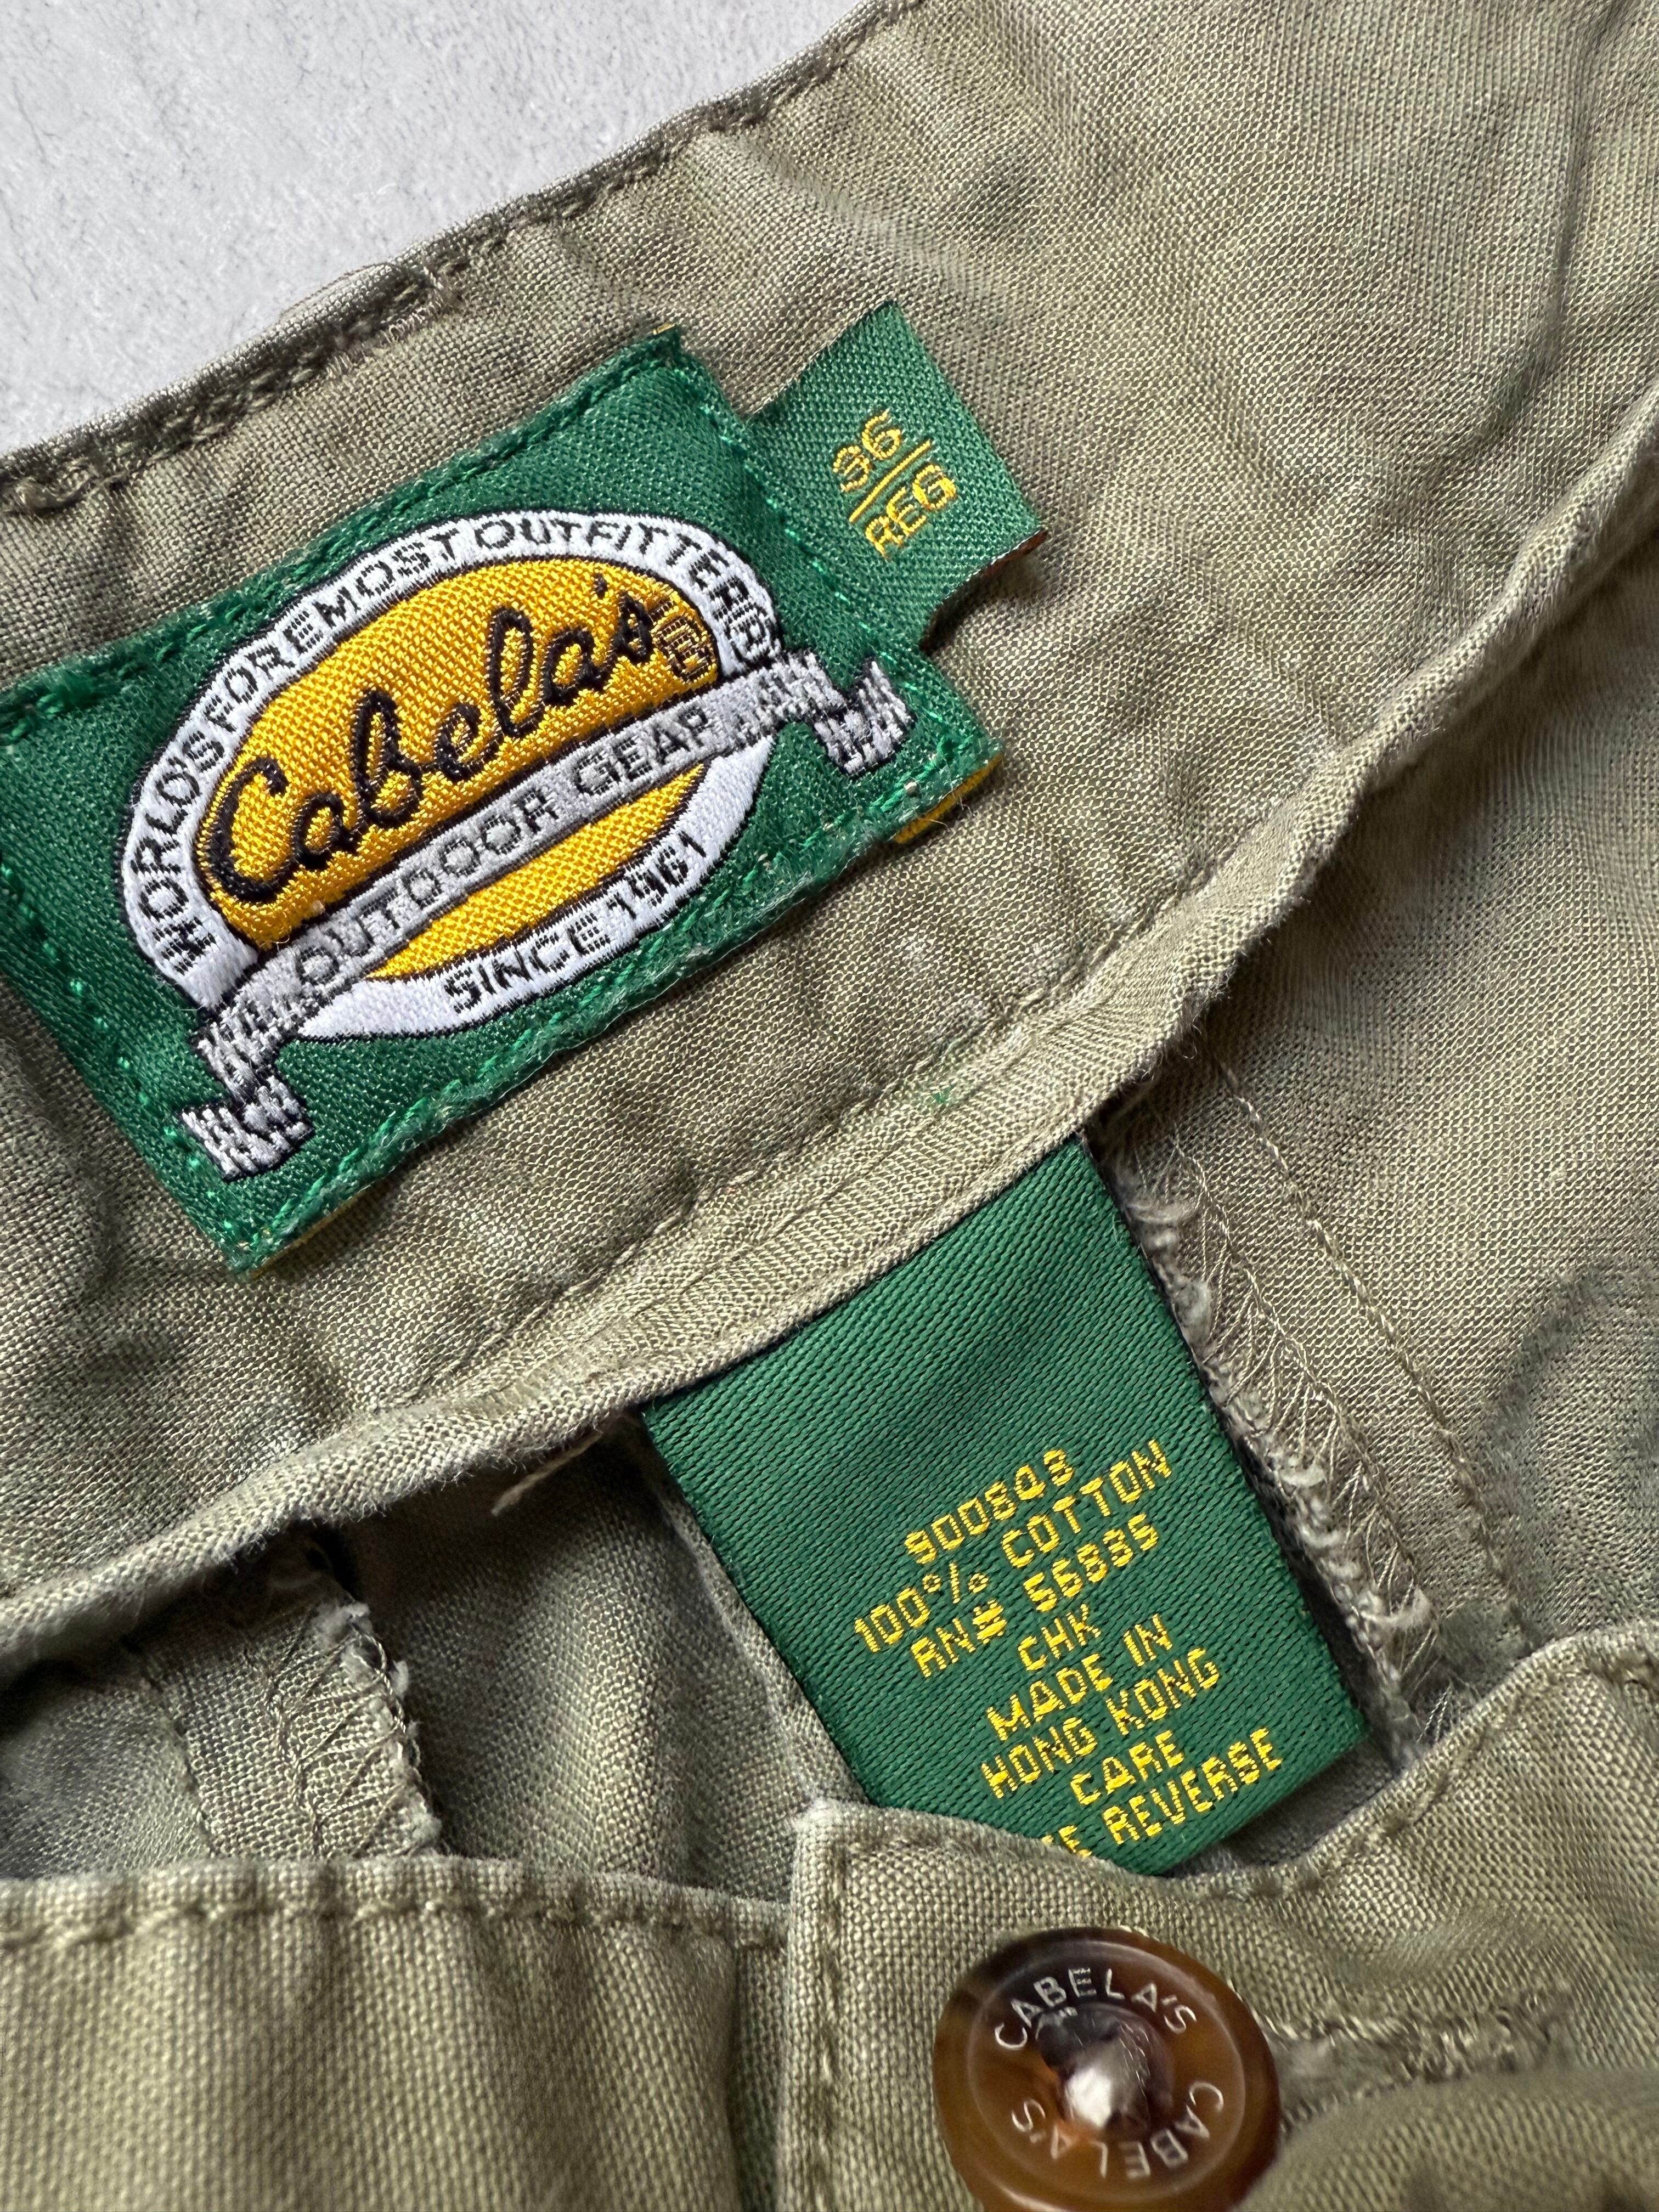 WORLD'S FOREMOST OUTFITTER®
Cabela's®
OUTDOOR GEAR
SINCE 1961
36
REG
900SQ3
100% COTTON
RN# 56835
CHK
MADE IN
HONG KONG
CARE
REVERSE
CABELA'S
CABELA'S